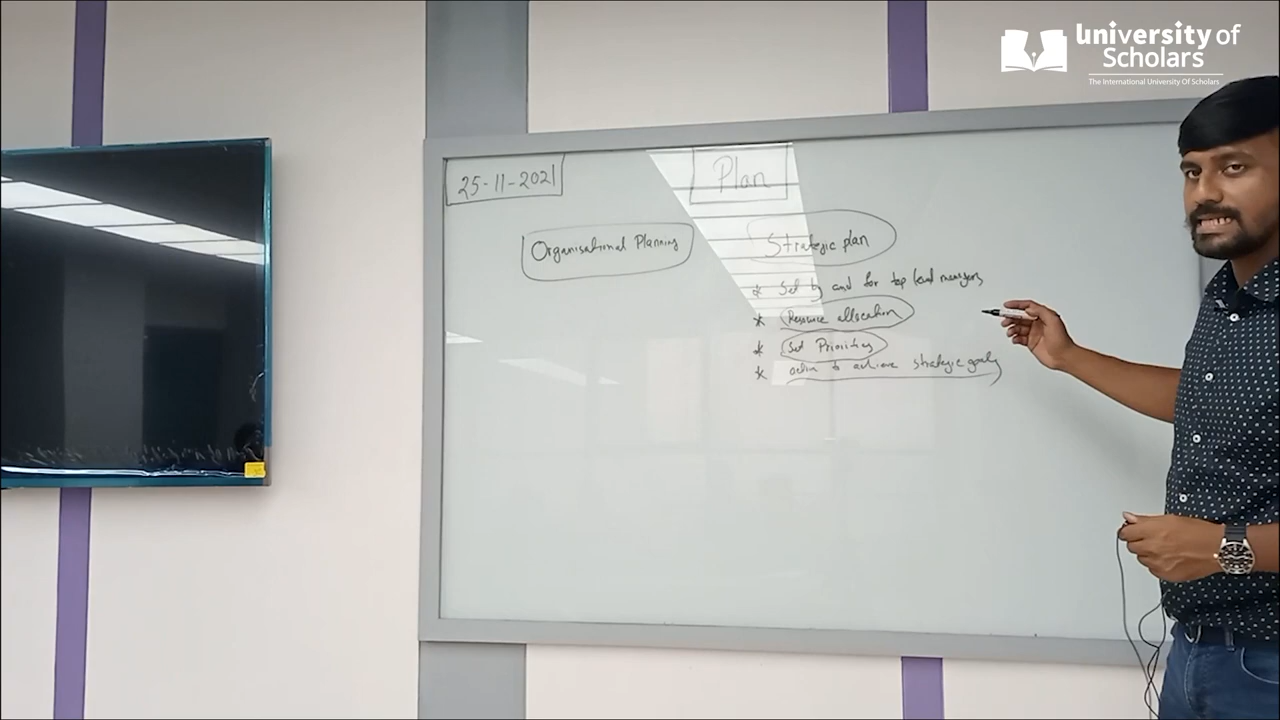 university of
Scholars
The International University Of Scholars
25-11-2021
Plan
Organisational Planning
Strategic plan
* Set by and for top level managers
* Resource allocation
* Set Priorities
* action to achieve strategic goals